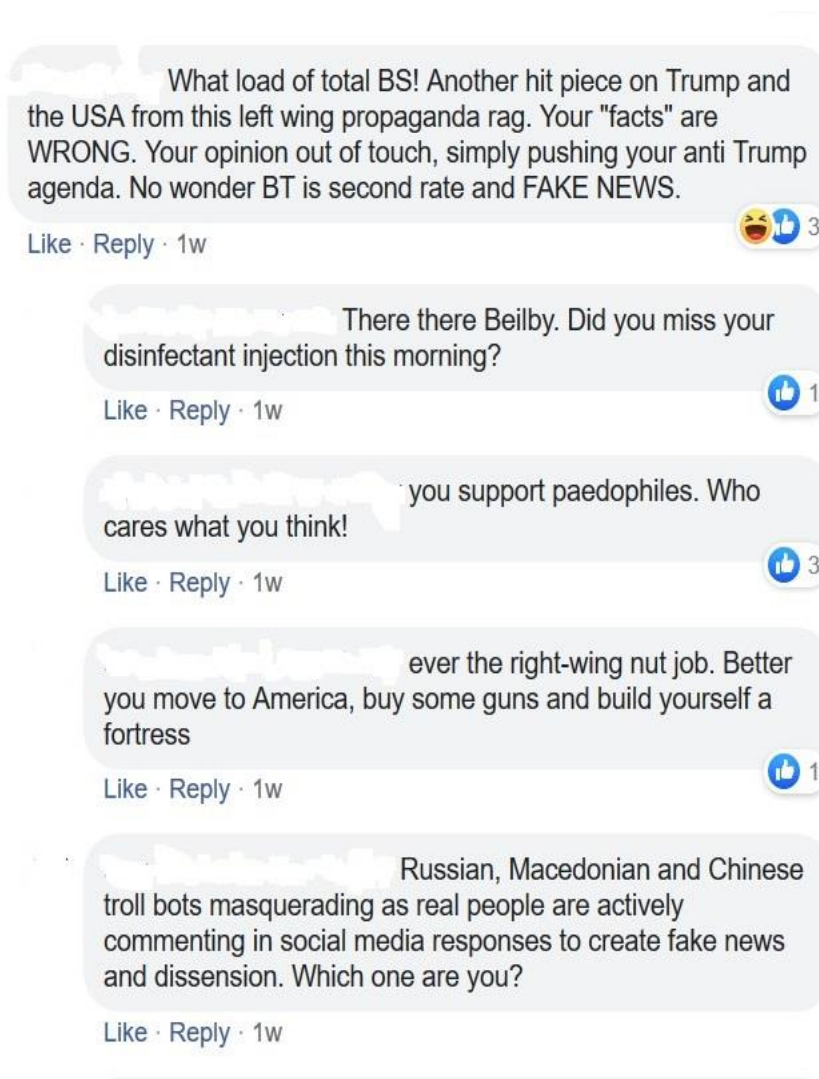 What load of total BS! Another hit piece on Trump and
the USA from this left wing propaganda rag. Your "facts" are
WRONG. Your opinion out of touch, simply pushing your anti Trump
agenda. No wonder BT is second rate and FAKE NEWS.
3
Like · Reply · 1w
There there Beilby. Did you miss your
disinfectant injection this morning?
1
Like · Reply · 1w
you support paedophiles. Who
cares what you think!
3
Like · Reply · 1w
ever the right-wing nut job. Better
you move to America, buy some guns and build yourself a
fortress
1
Like · Reply · 1w
Russian, Macedonian and Chinese
troll bots masquerading as real people are actively
commenting in social media responses to create fake news
and dissension. Which one are you?
Like · Reply · 1w